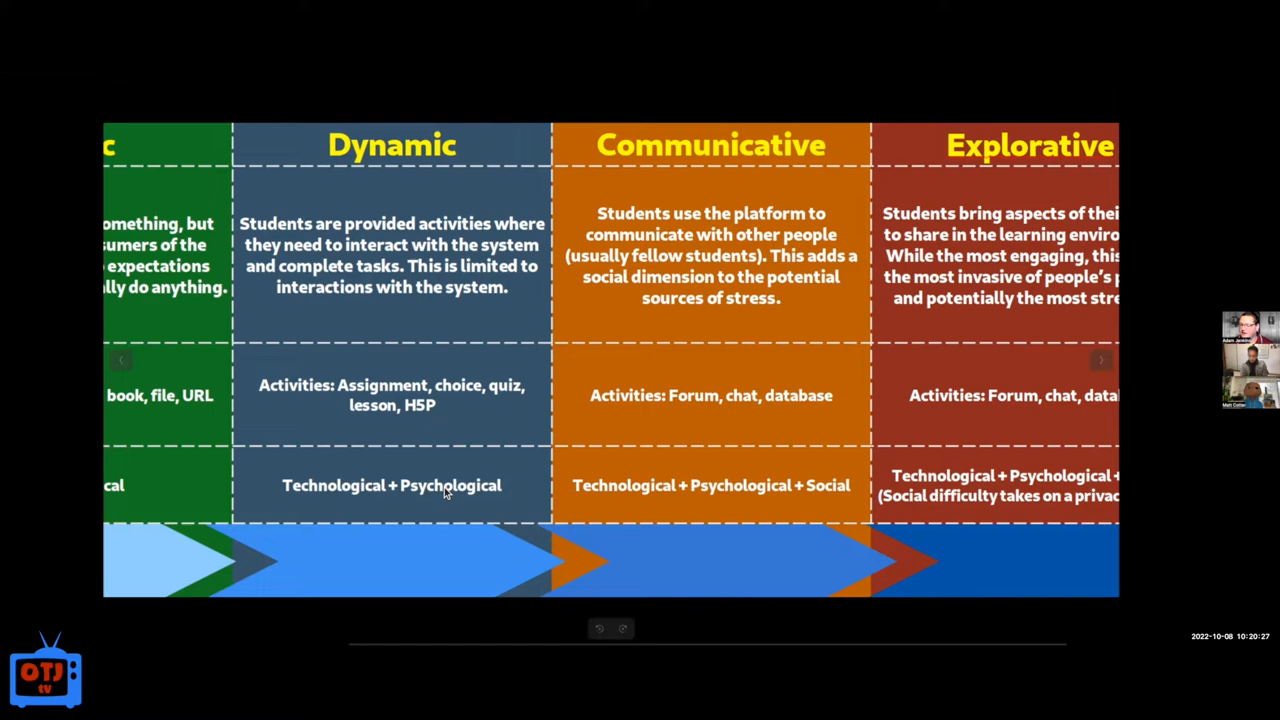 c
Dynamic
Communicative
Explorative
omething, but
sumers of the
expectations
lly do anything.
Students are provided activities where
they need to interact with the system
and complete tasks. This is limited to
interactions with the system.
Students use the platform to
communicate with other people
(usually fellow students). This adds a
social dimension to the potential
sources of stress.
Students bring aspects of thei
to share in the learning enviro
While the most engaging, this
the most invasive of people's p
and potentially the most stre
book, file, URL
Activities: Assignment, choice, quiz,
lesson, H5P
Activities: Forum, chat, database
Activities: Forum, chat, data
cal
Technological + Psychological
Technological + Psychological + Social
Technological + Psychological +
(Social difficulty takes on a privac
Matt Cotter
2022-10-08 10:20:27
OTJ
tv